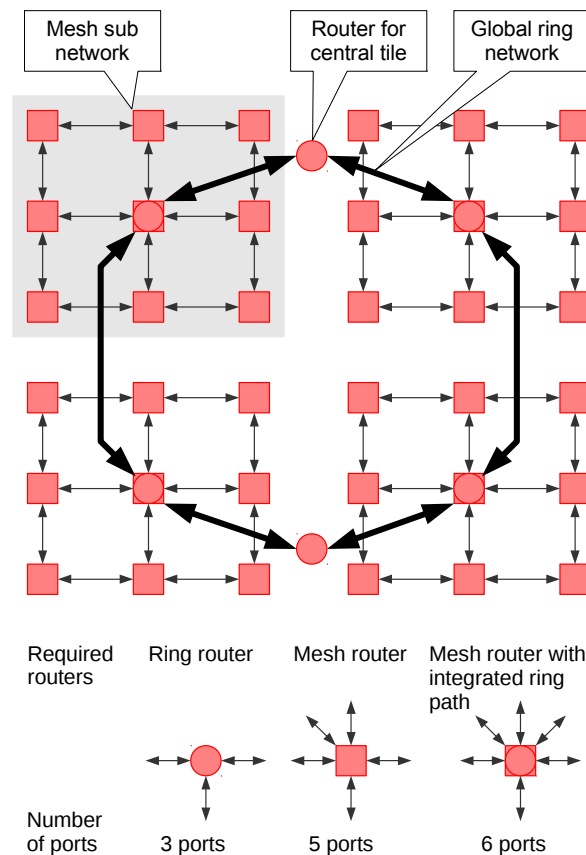 Mesh sub
network
Router for
central tile
Global ring
network
Required
routers
Ring router
Mesh router
Mesh router with
integrated ring
path
Number
of ports
3 ports
5 ports
6 ports